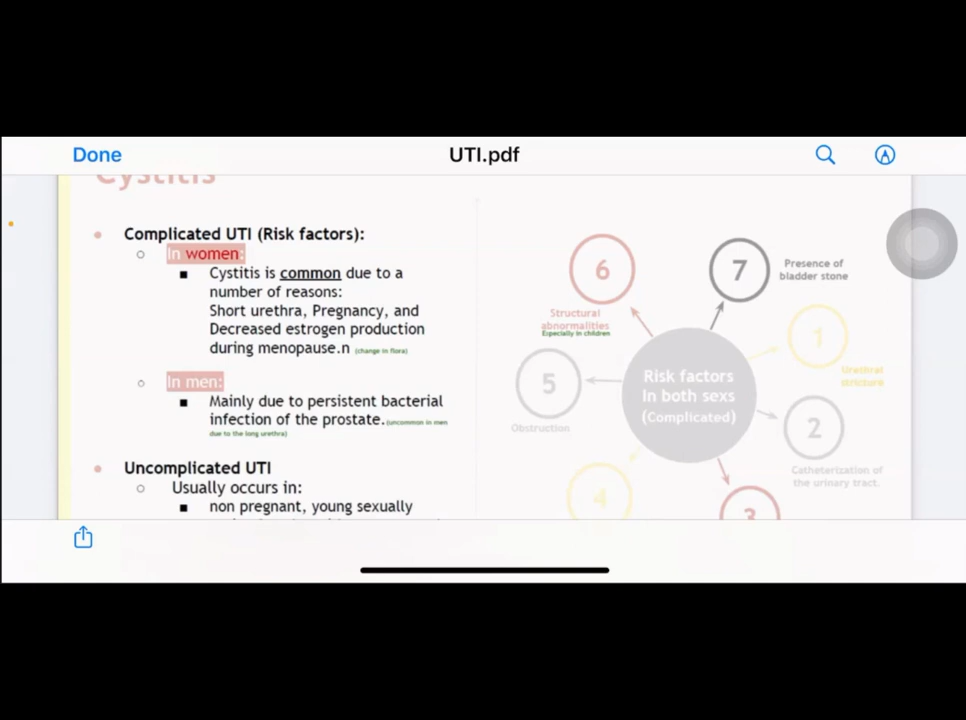 Done
UTI.pdf
Cystitis
Complicated UTI (Risk factors):
In women:
Cystitis is common due to a
number of reasons:
Short urethra, Pregnancy, and
Decreased estrogen production
during menopause.n (change in flora)
In men:
Mainly due to persistent bacterial
infection of the prostate.(uncommon in men
due to the long urethra)
Uncomplicated UTI
Usually occurs in:
non pregnant, young sexually
6
Structural
abnormalities
Especially in children
7
Presence of
bladder stone
1
Urethral
stricture
5
Obstruction
Risk factors
In both sexs
(Complicated)
2
Catheterization of
the urinary tract.
4
3